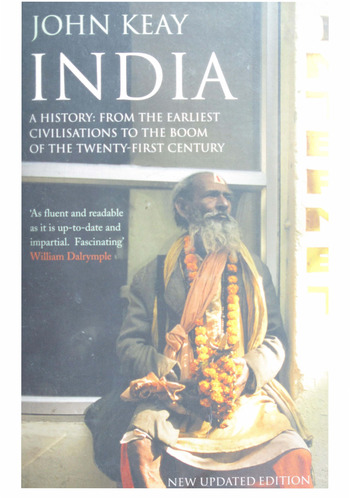 JOHN KEAY
INDIA
A HISTORY: FROM THE EARLIEST
CIVILISATIONS TO THE BOOM
OF THE TWENTY-FIRST CENTURY
'As fluent and readable
as it is up-to-date and
impartial. Fascinating'
William Dalrymple
NEW UPDATED EDITION